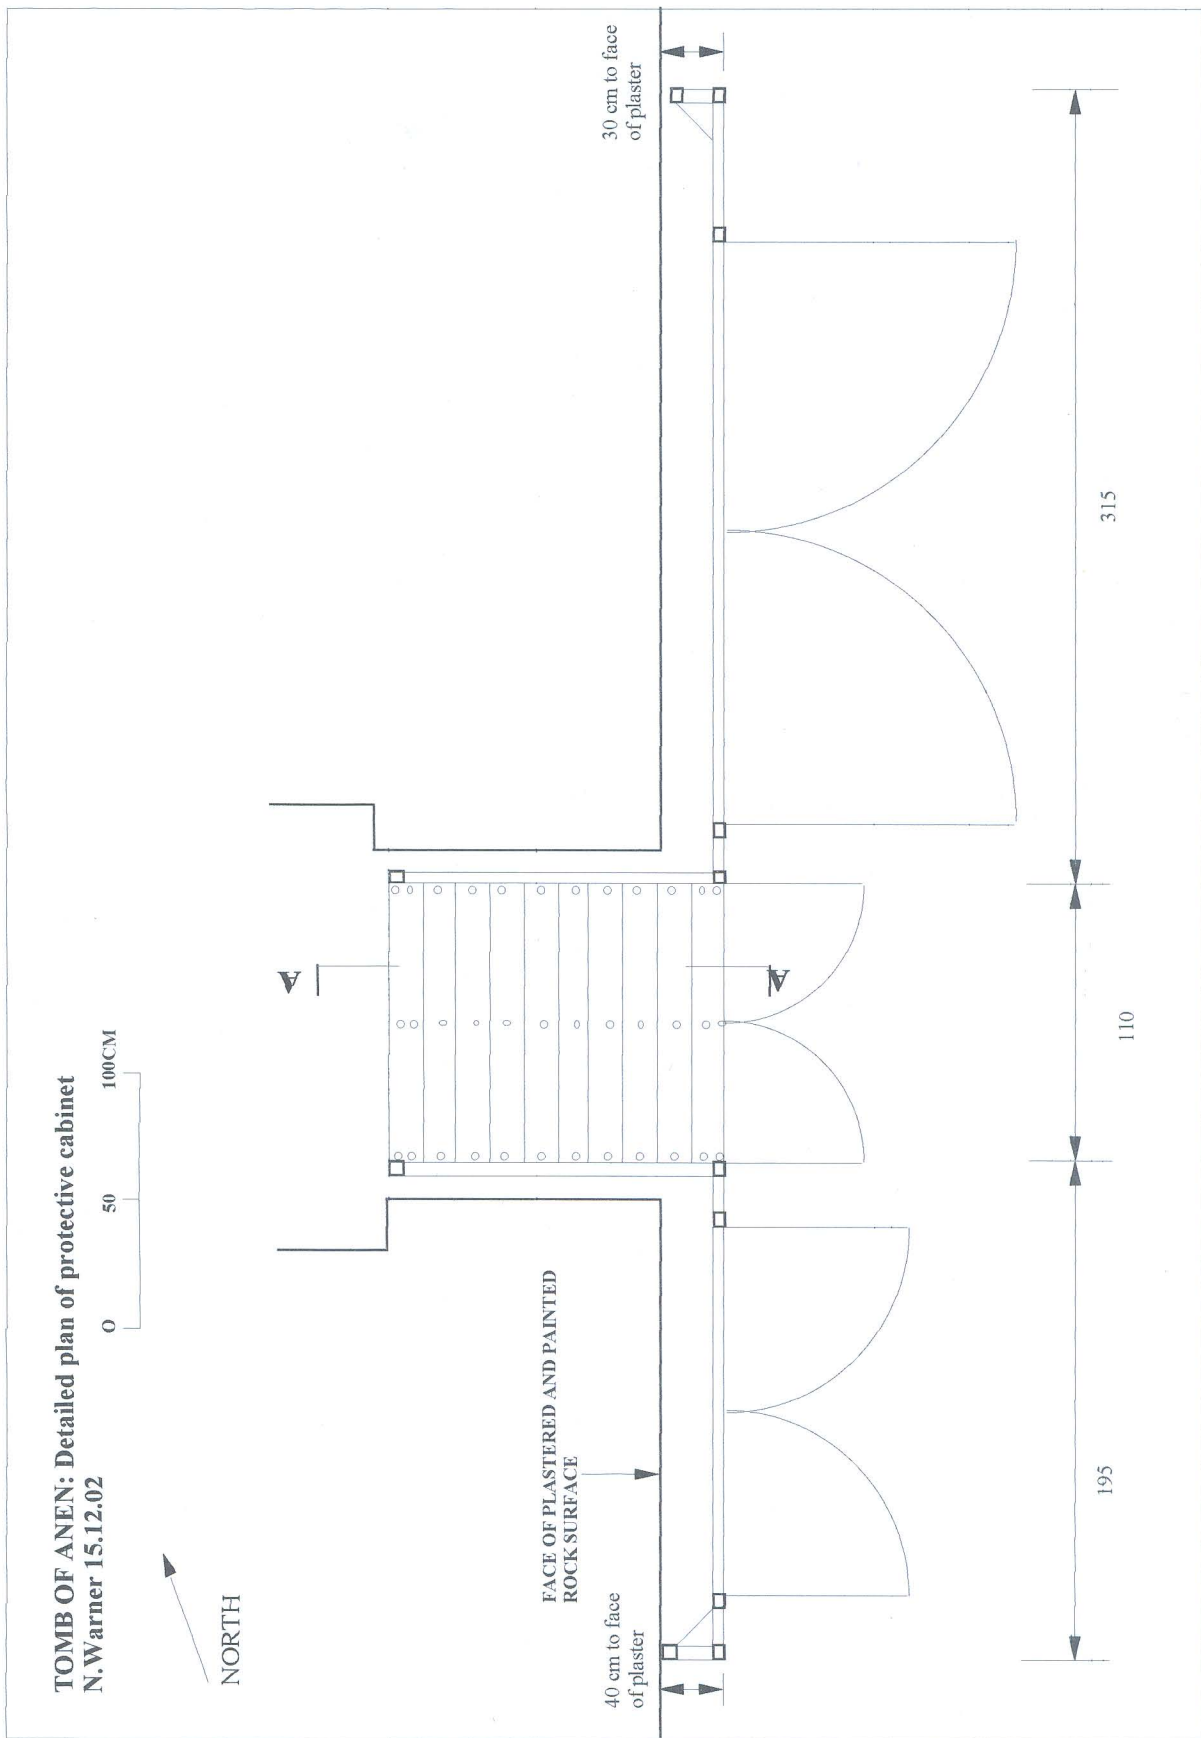 TOMB OF ANEN: Detailed plan of protective cabinet
N.Warner 15.12.02
O 50 100CM
NORTH
A
A
FACE OF PLASTERED AND PAINTED
ROCK SURFACE
40 cm to face
of plaster
30 cm to face
of plaster
195
110
315